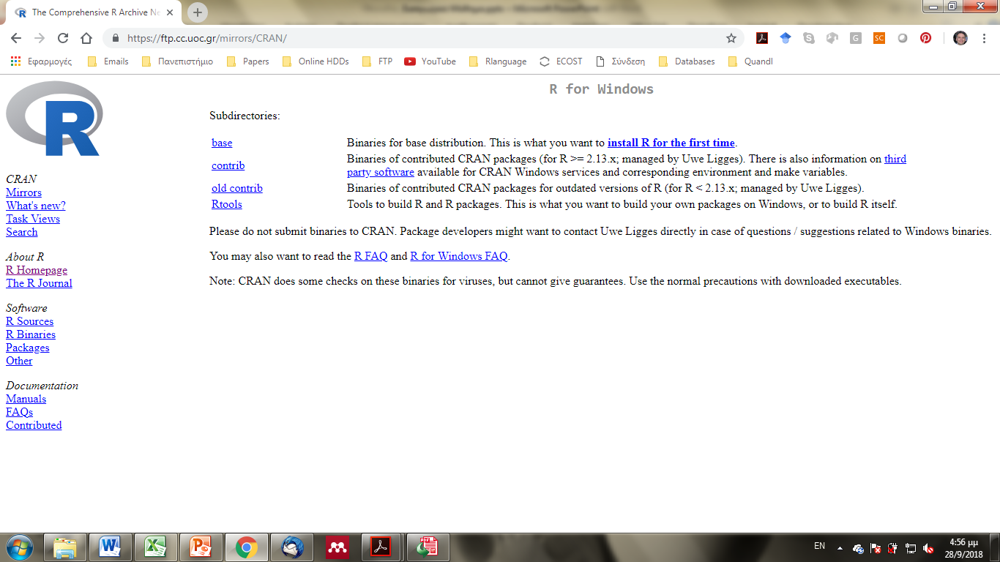 The Comprehensive R Archive Ne
https://ftp.cc.uoc.gr/mirrors/CRAN/
Εφαρμογές Emails Πανεπιστήμιο Papers Online HDDs FTP YouTube Rlanguage ECOST Σύνδεση Databases Quandl
R
CRAN
Mirrors
What's new?
Task Views
Search
About R
R Homepage
The R Journal
Software
R Sources
R Binaries
Packages
Other
Documentation
Manuals
FAQs
Contributed
R for Windows
Subdirectories:
base Binaries for base distribution. This is what you want to install R for the first time.
contrib Binaries of contributed CRAN packages (for R >= 2.13.x; managed by Uwe Ligges). There is also information on third
party software available for CRAN Windows services and corresponding environment and make variables.
old contrib Binaries of contributed CRAN packages for outdated versions of R (for R < 2.13.x; managed by Uwe Ligges).
Rtools Tools to build R and R packages. This is what you want to build your own packages on Windows, or to build R itself.
Please do not submit binaries to CRAN. Package developers might want to contact Uwe Ligges directly in case of questions / suggestions related to Windows binaries.
You may also want to read the R FAQ and R for Windows FAQ.
Note: CRAN does some checks on these binaries for viruses, but cannot give guarantees. Use the normal precautions with downloaded executables.
EN
4:56 μμ
28/9/2018